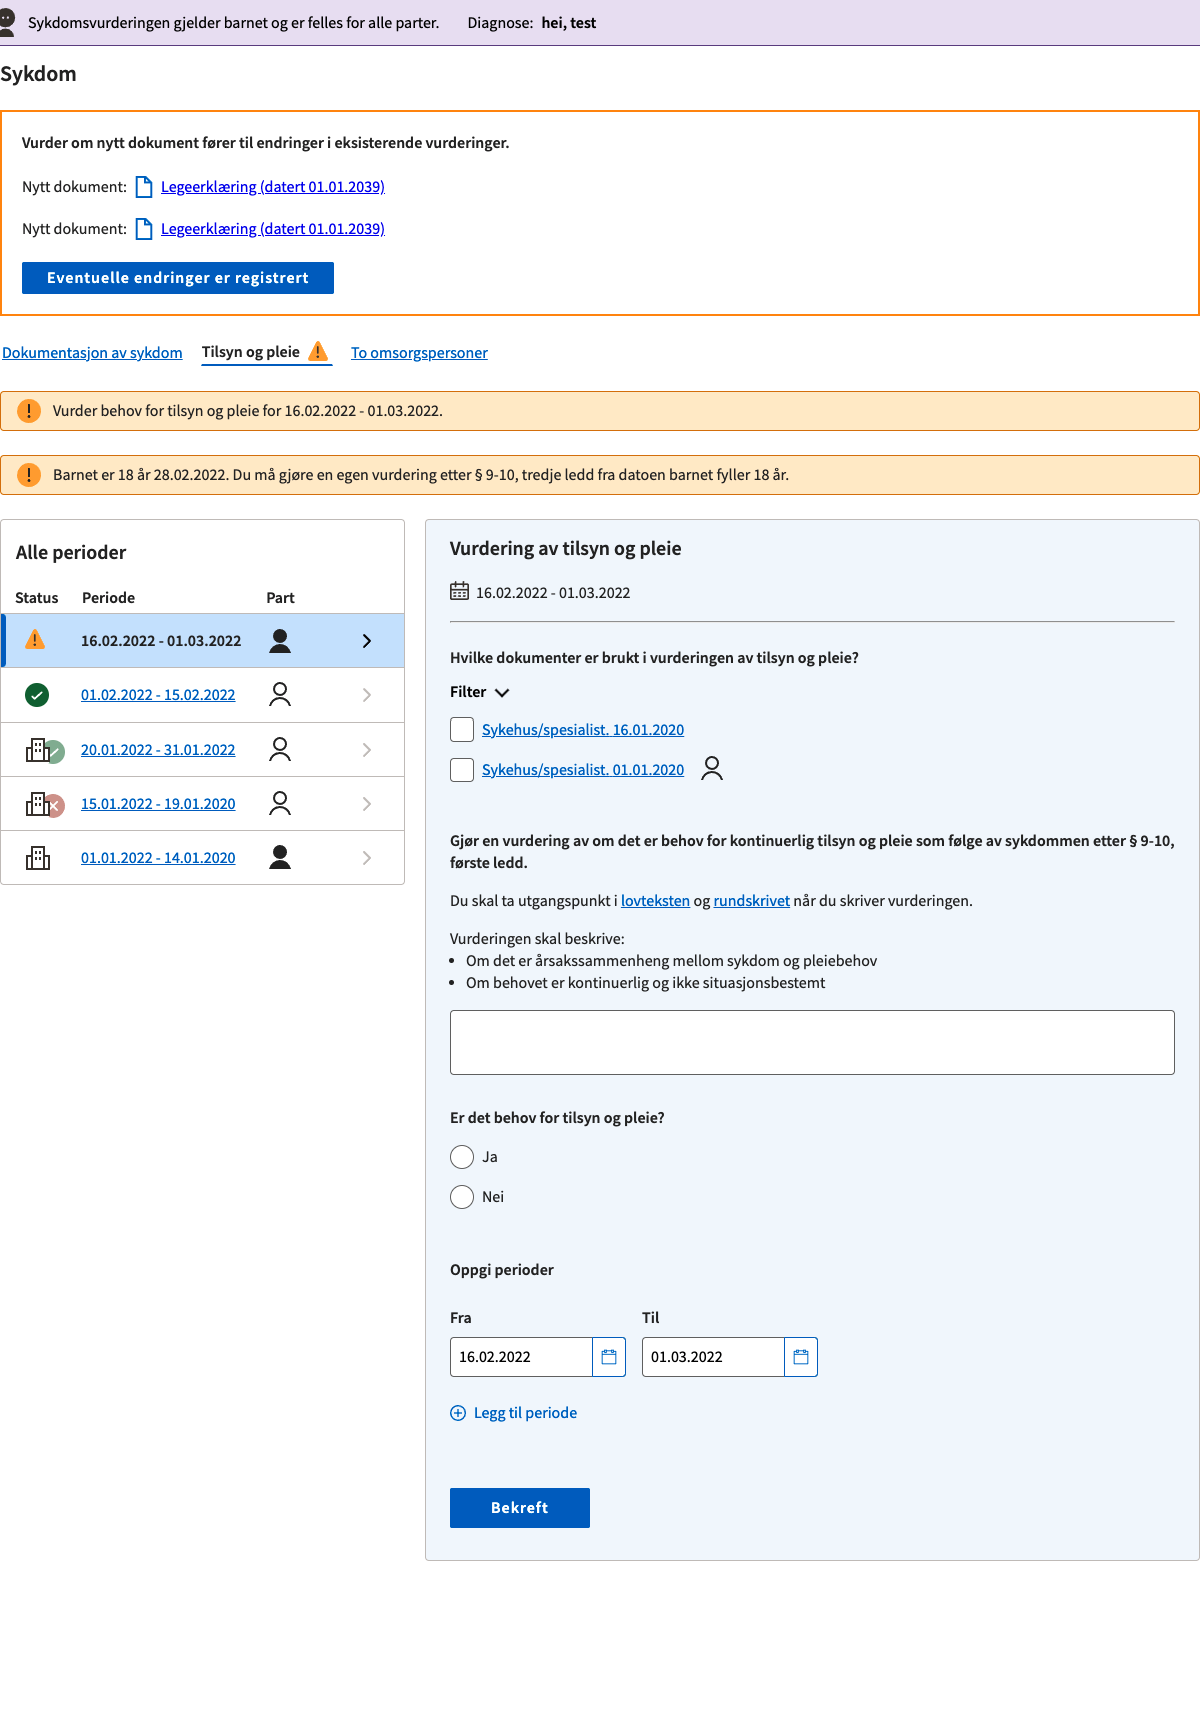 Sykdomsvurderingen gjelder barnet og er felles for alle parter. Diagnose: hei, test
Sykdom
Vurder om nytt dokument fører til endringer i eksisterende vurderinger.
Nytt dokument: Legeerklæring (datert 01.01.2039)
Nytt dokument: Legeerklæring (datert 01.01.2039)
Eventuelle endringer er registrert
Dokumentasjon av sykdom Tilsyn og pleie To omsorgspersoner
Vurder behov for tilsyn og pleie for 16.02.2022 - 01.03.2022.
Barnet er 18 år 28.02.2022. Du må gjøre en egen vurdering etter § 9-10, tredje ledd fra datoen barnet fyller 18 år.
Alle perioder
Status Periode Part
16.02.2022 - 01.03.2022
01.02.2022 - 15.02.2022
20.01.2022 - 31.01.2022
15.01.2022 - 19.01.2020
01.01.2022 - 14.01.2020
Vurdering av tilsyn og pleie
16.02.2022 - 01.03.2022
Hvilke dokumenter er brukt i vurderingen av tilsyn og pleie?
Filter
Sykehus/spesialist. 16.01.2020
Sykehus/spesialist. 01.01.2020
Gjør en vurdering av om det er behov for kontinuerlig tilsyn og pleie som følge av sykdommen etter § 9-10,
første ledd.
Du skal ta utgangspunkt i lovteksten og rundskrivet når du skriver vurderingen.
Vurderingen skal beskrive:
• Om det er årsakssammenheng mellom sykdom og pleiebehov
• Om behovet er kontinuerlig og ikke situasjonsbestemt
Er det behov for tilsyn og pleie?
Ja
Nei
Oppgi perioder
Fra Til
16.02.2022 01.03.2022
Legg til periode
Bekreft